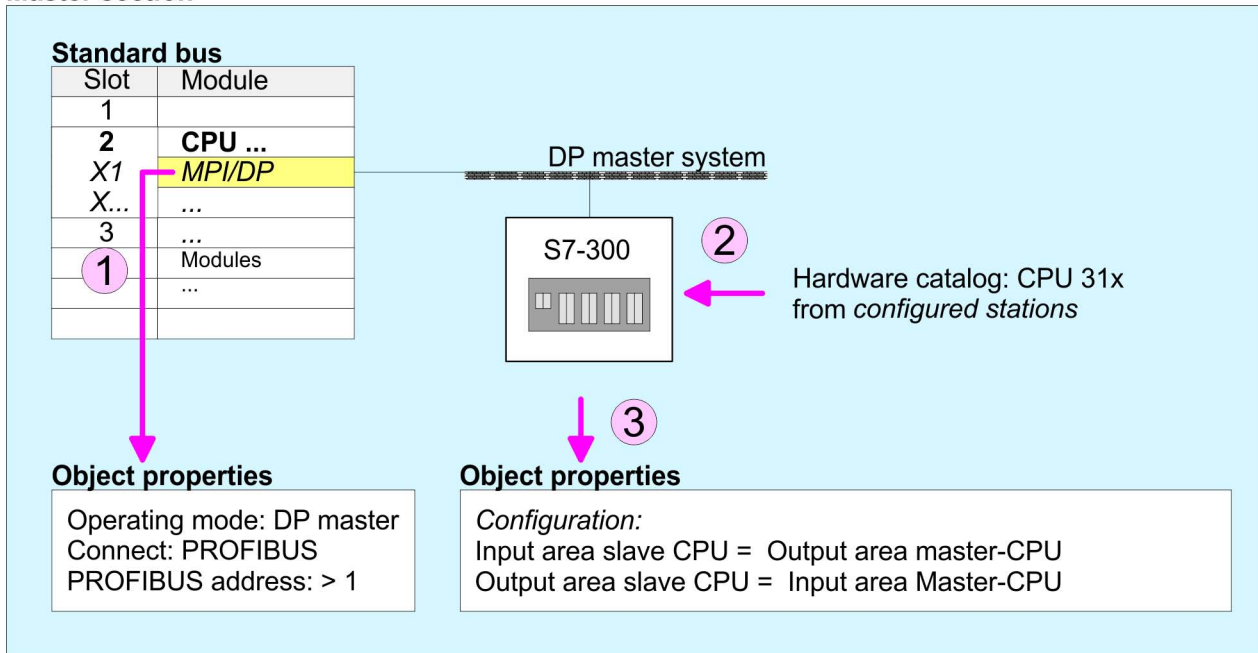 Standard bus
Slot Module
1
2 CPU ...
X1 MPI/DP
X... ...
3 ...
Modules
...
1
DP master system
S7-300
2
Hardware catalog: CPU 31x
from configured stations
3
Object properties
Operating mode: DP master
Connect: PROFIBUS
PROFIBUS address: > 1
Object properties
Configuration:
Input area slave CPU = Output area master-CPU
Output area slave CPU = Input area Master-CPU